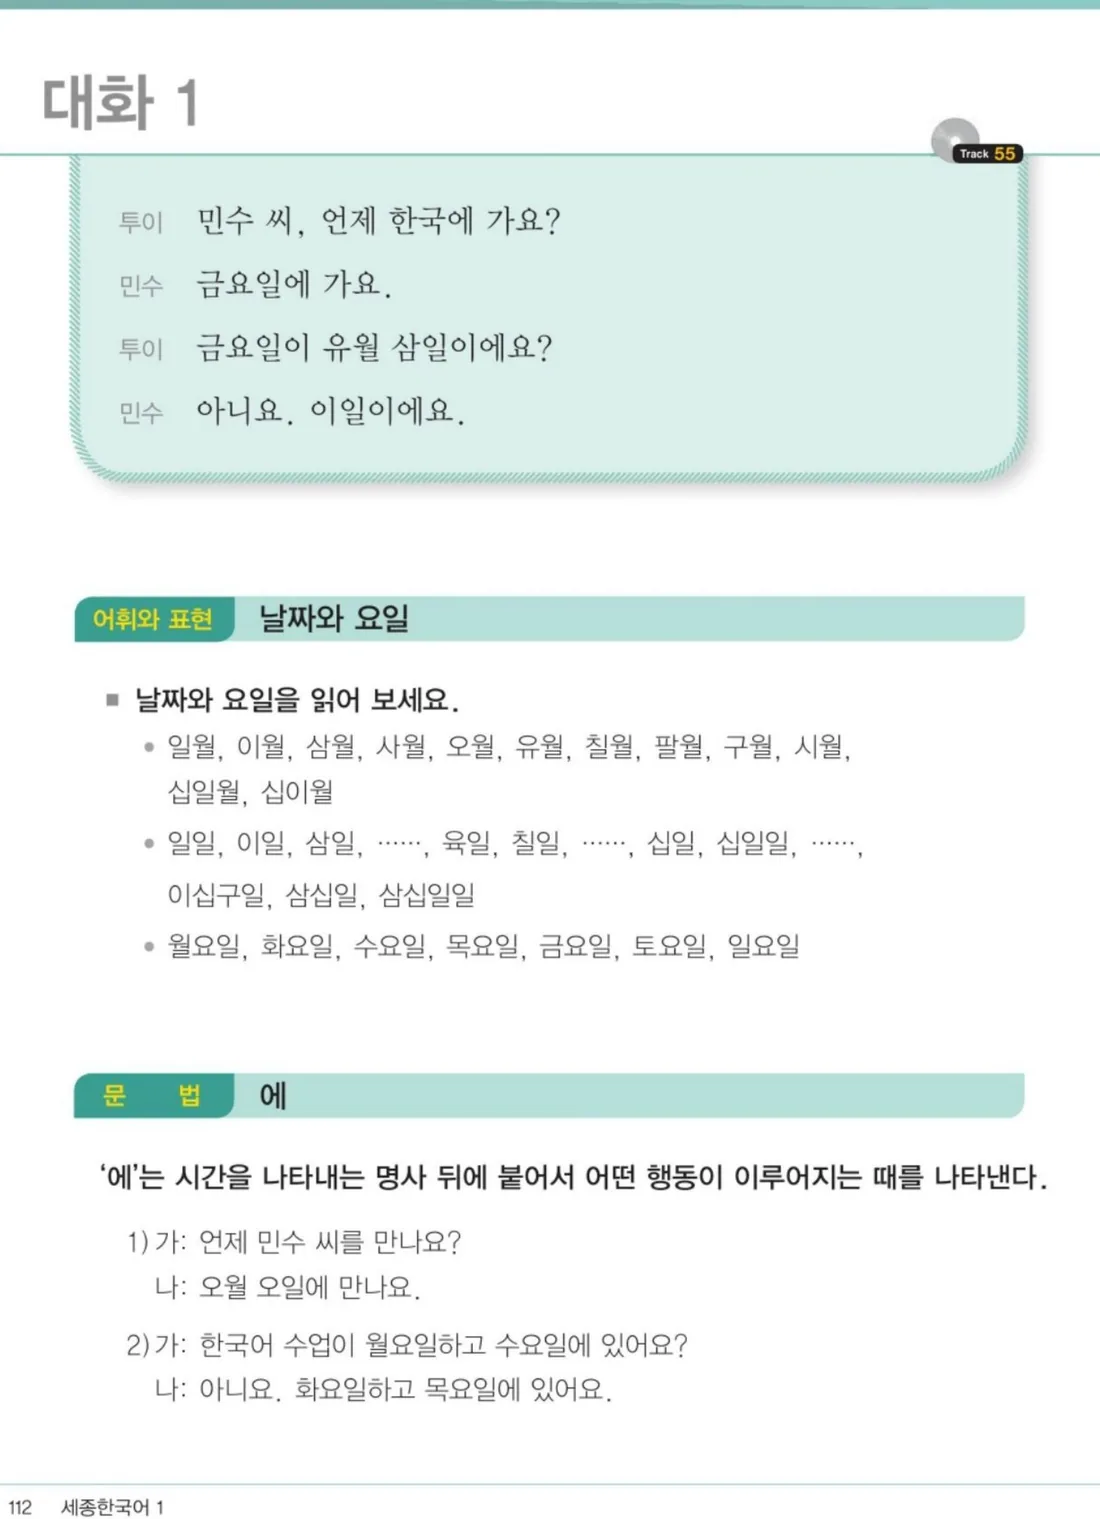 대화 1
Track 55
투이 민수 씨, 언제 한국에 가요?
민수 금요일에 가요.
투이 금요일이 유월 삼일이에요?
민수 아니요. 이일이에요.
어휘와 표현 날짜와 요일
■ 날짜와 요일을 읽어 보세요.
● 일월, 이월, 삼월, 사월, 오월, 유월, 칠월, 팔월, 구월, 시월,
십일월, 십이월
● 일일, 이일, 삼일, ……, 육일, 칠일, ……, 십일, 십일일, ……,
이십구일, 삼십일, 삼십일일
● 월요일, 화요일, 수요일, 목요일, 금요일, 토요일, 일요일
문 법 에
‘에’는 시간을 나타내는 명사 뒤에 붙어서 어떤 행동이 이루어지는 때를 나타낸다.
1) 가: 언제 민수 씨를 만나요?
나: 오월 오일에 만나요.
2) 가: 한국어 수업이 월요일하고 수요일에 있어요?
나: 아니요. 화요일하고 목요일에 있어요.
112 세종한국어 1